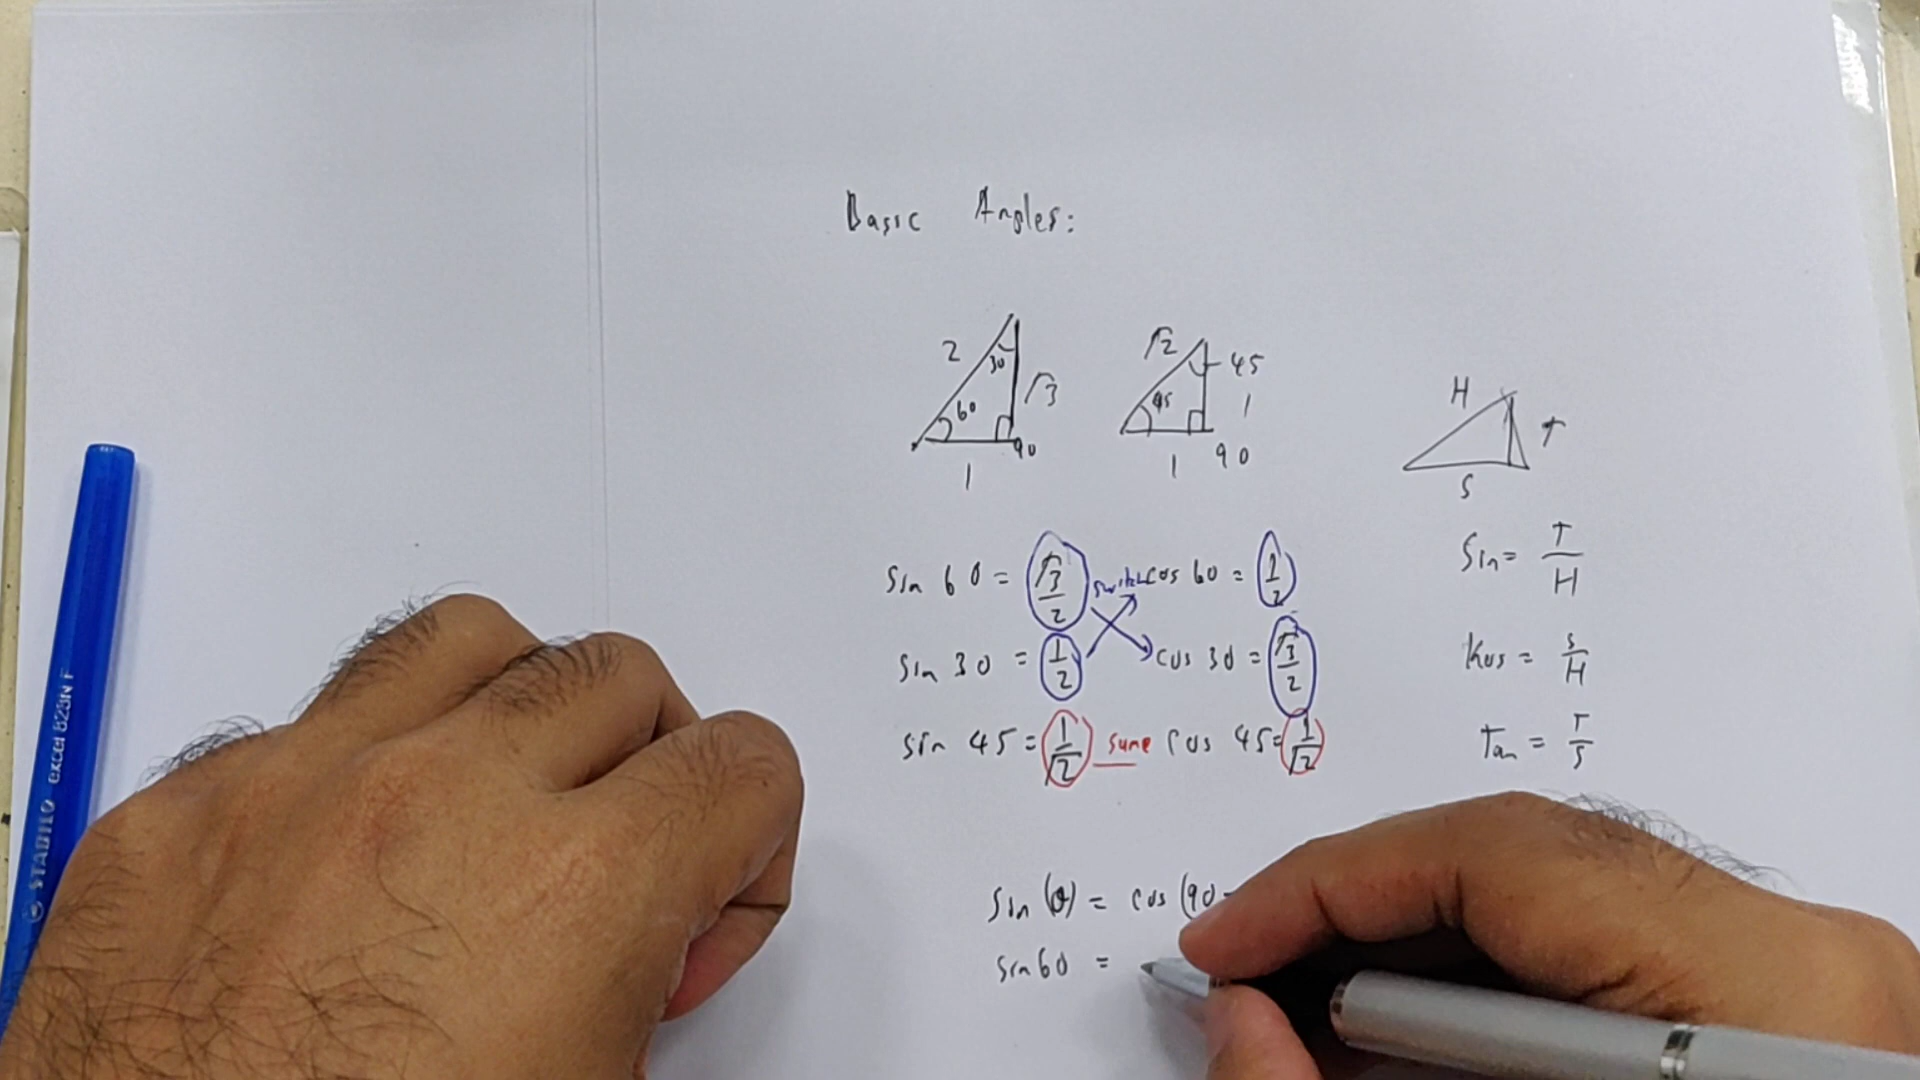 Basic Angles:
2
30
60
√3
90
1
√2
45
45
1
1
90
H
T
S
Sin 60 = √3/2 switch cos 60 = 1/2
Sin 30 = 1/2 cos 30 = √3/2
Sin 45 = 1/√2 same cos 45 = 1/√2
Sin = T/H
Kos = S/H
Tan = T/S
Sin (θ) = cos (90 -
Sin 60 =
STABILO excel 828N F